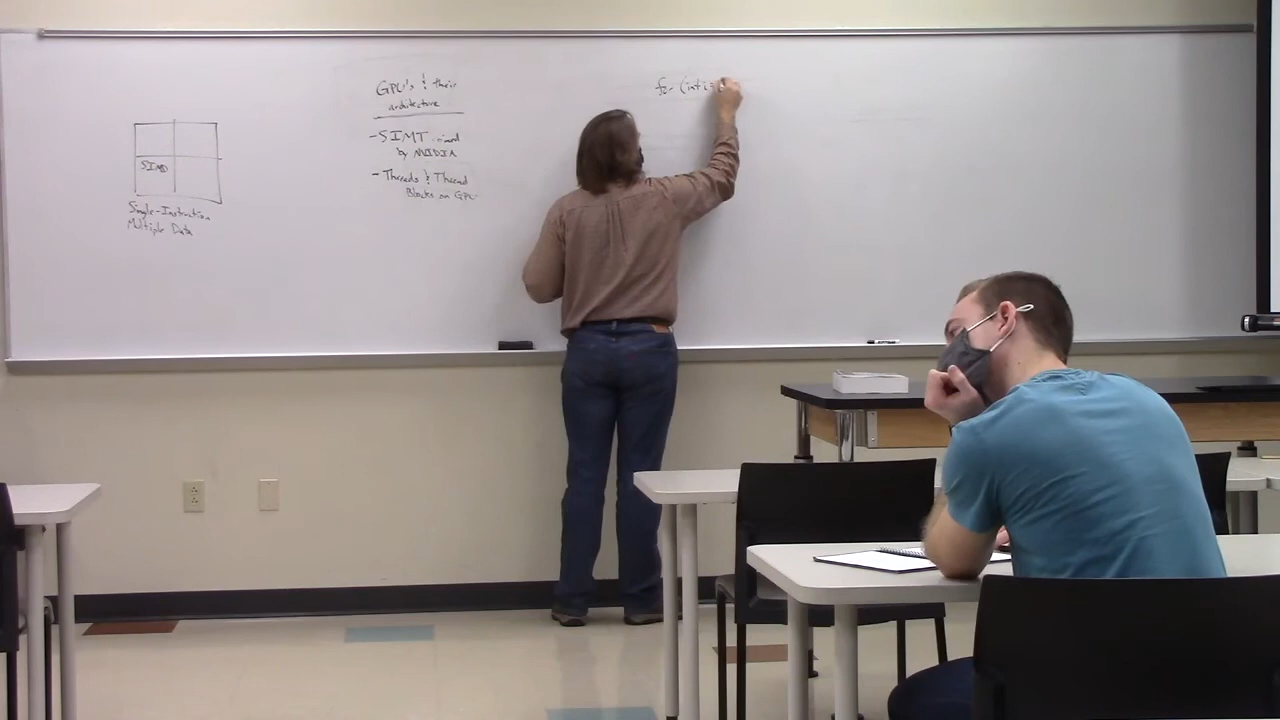 SIMD
Single-Instruction
Multiple Data
GPU's & their
architecture
- SIMT coined
by NVIDIA
- Threads & Thread
Blocks on GPU
for (int i=